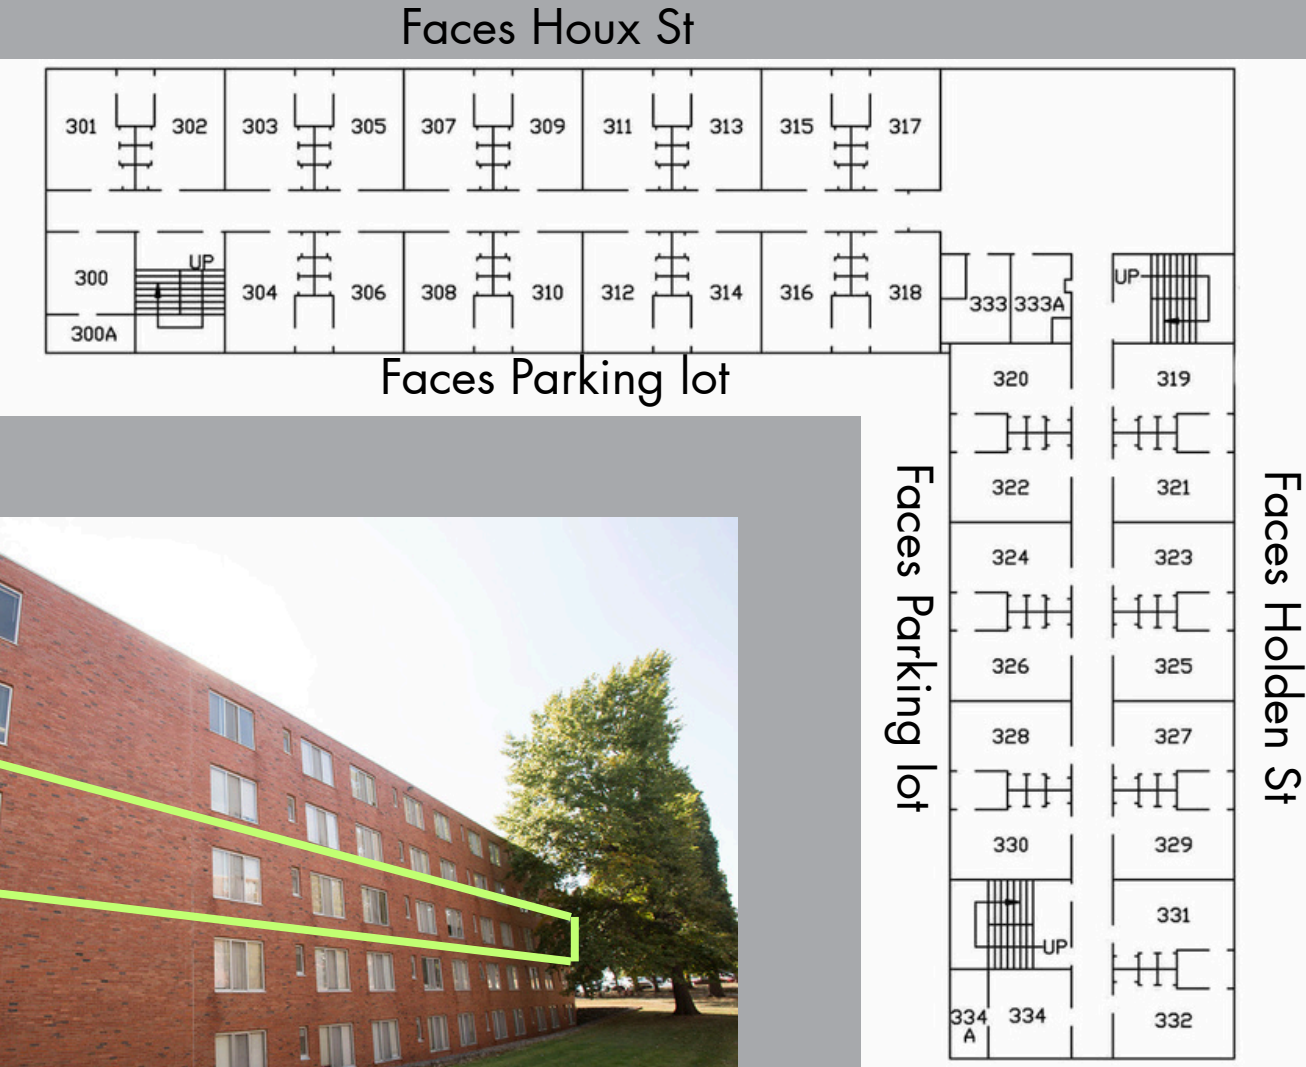 Faces Houx St
301 302 303 305 307 309 311 313 315 317
UP
300 304 306 308 310 312 314 316 318
300A
333 333A UP
Faces Parking lot
320 319
322 321
324 323
326 325
328 327
330 329
331
UP
334 A 334 332
Faces Parking lot
Faces Holden St